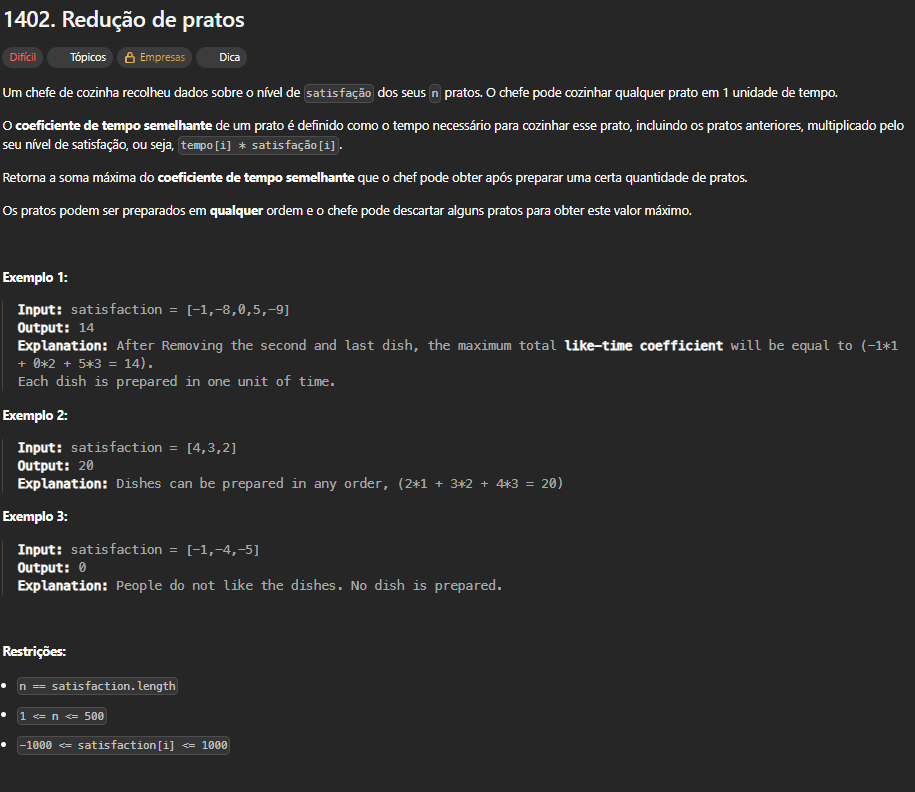 1402. Redução de pratos
Difícil Tópicos Empresas Dica
Um chefe de cozinha recolheu dados sobre o nível de satisfação dos seus n pratos. O chefe pode cozinhar qualquer prato em 1 unidade de tempo.
O coeficiente de tempo semelhante de um prato é definido como o tempo necessário para cozinhar esse prato, incluindo os pratos anteriores, multiplicado pelo
seu nível de satisfação, ou seja, tempo[i] * satisfação[i].
Retorna a soma máxima do coeficiente de tempo semelhante que o chef pode obter após preparar uma certa quantidade de pratos.
Os pratos podem ser preparados em qualquer ordem e o chefe pode descartar alguns pratos para obter este valor máximo.
Exemplo 1:
Input: satisfaction = [-1,-8,0,5,-9]
Output: 14
Explanation: After Removing the second and last dish, the maximum total like-time coefficient will be equal to (-1*1
+ 0*2 + 5*3 = 14).
Each dish is prepared in one unit of time.
Exemplo 2:
Input: satisfaction = [4,3,2]
Output: 20
Explanation: Dishes can be prepared in any order, (2*1 + 3*2 + 4*3 = 20)
Exemplo 3:
Input: satisfaction = [-1,-4,-5]
Output: 0
Explanation: People do not like the dishes. No dish is prepared.
Restrições:
• n == satisfaction.length
• 1 <= n <= 500
• -1000 <= satisfaction[i] <= 1000